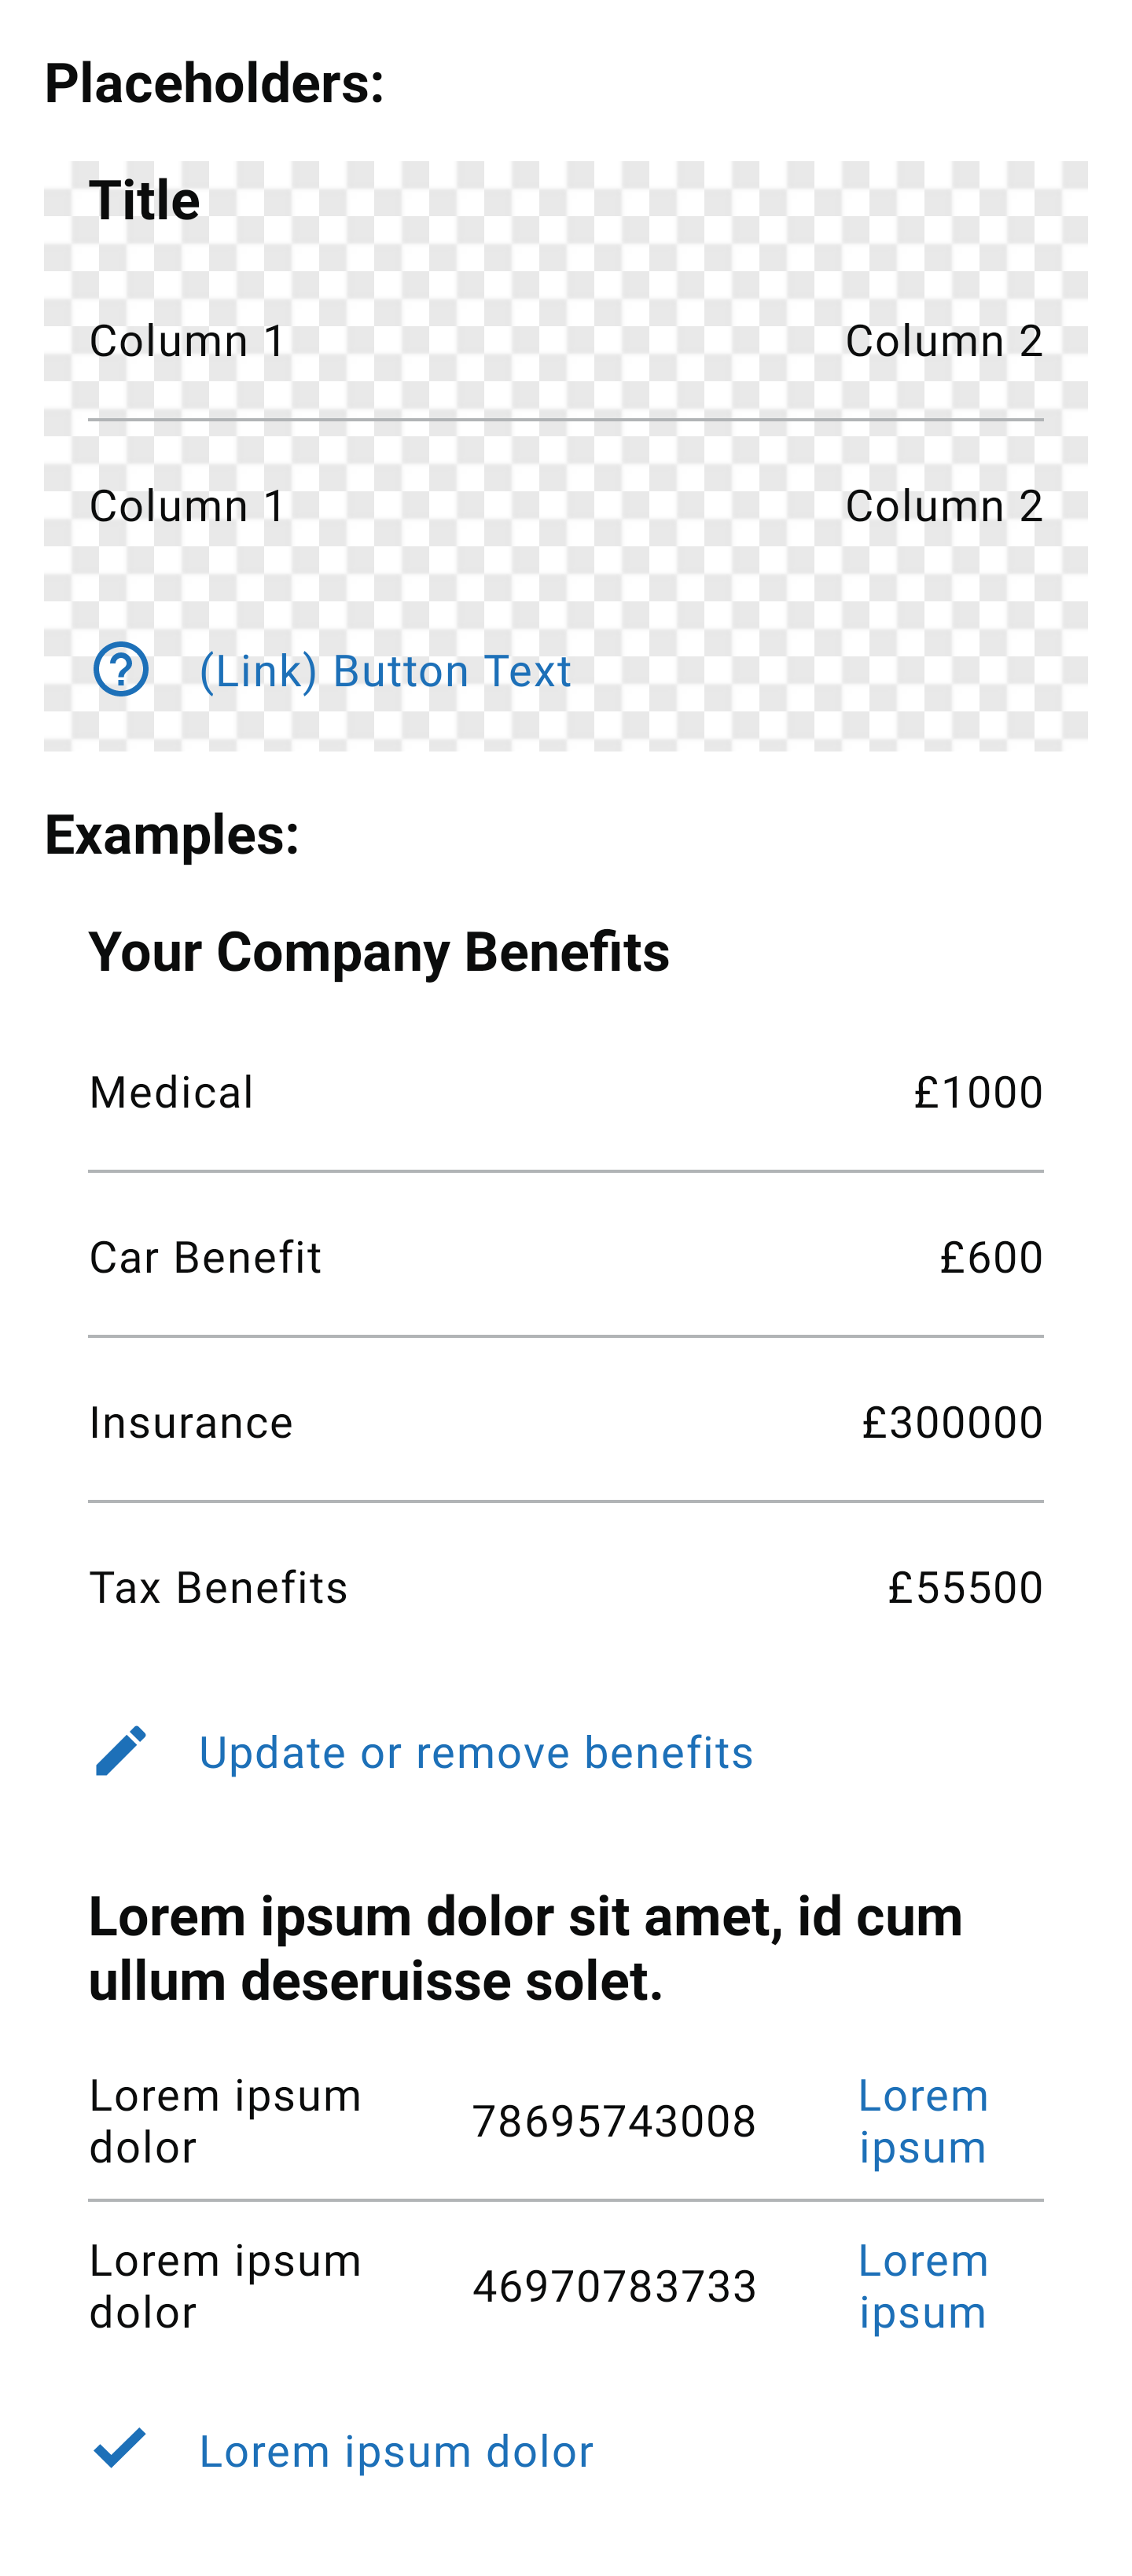 Placeholders:
Title
Column 1 Column 2
Column 1 Column 2
(Link) Button Text
Examples:
Your Company Benefits
Medical £1000
Car Benefit £600
Insurance £300000
Tax Benefits £55500
Update or remove benefits
Lorem ipsum dolor sit amet, id cum
ullum deseruisse solet.
Lorem ipsum
dolor
78695743008
Lorem
ipsum
Lorem ipsum
dolor
46970783733
Lorem
ipsum
Lorem ipsum dolor